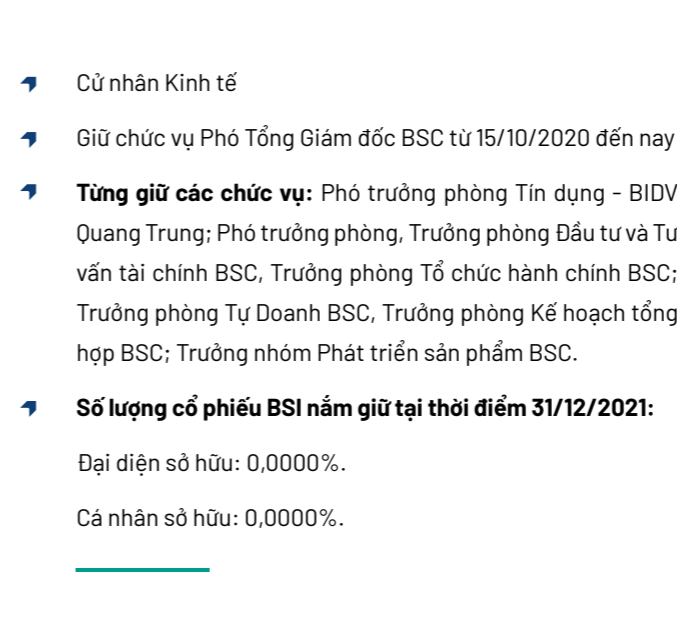 Cử nhân Kinh tế
Giữ chức vụ Phó Tổng Giám đốc BSC từ 15/10/2020 đến nay
Từng giữ các chức vụ: Phó trưởng phòng Tín dụng - BIDV
Quang Trung; Phó trưởng phòng, Trưởng phòng Đầu tư và Tư
vấn tài chính BSC, Trưởng phòng Tổ chức hành chính BSC;
Trưởng phòng Tự Doanh BSC, Trưởng phòng Kế hoạch tổng
hợp BSC; Trưởng nhóm Phát triển sản phẩm BSC.
Số lượng cổ phiếu BSI nắm giữ tại thời điểm 31/12/2021:
Đại diện sở hữu: 0,0000%.
Cá nhân sở hữu: 0,0000%.